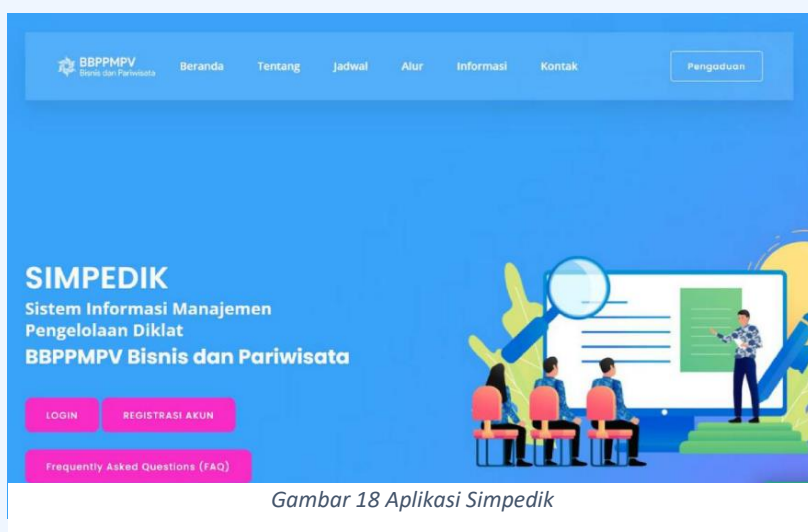 BBPPMPV
Bisnis dan Pariwisata
Beranda
Tentang
Jadwal
Alur
Informasi
Kontak
Pengaduan
SIMPEDIK
Sistem Informasi Manajemen
Pengelolaan Diklat
BBPPMPV Bisnis dan Pariwisata
LOGIN
REGISTRASI AKUN
Frequently Asked Questions (FAQ)
Gambar 18 Aplikasi Simpedik